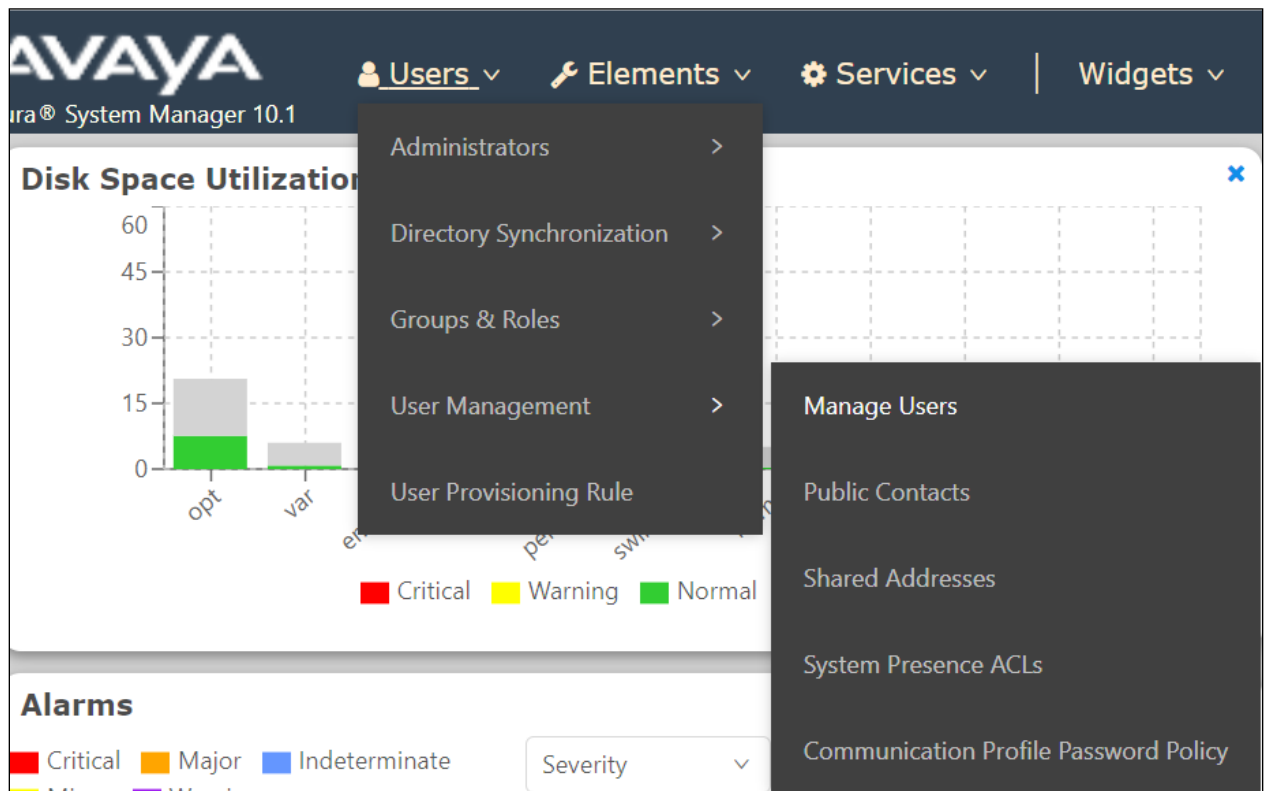 AVAYA
Users Elements Services | Widgets
ura® System Manager 10.1
Administrators
Disk Space Utilization
60
Directory Synchronization
45
Groups & Roles
30
15
User Management
Manage Users
0
User Provisioning Rule
Public Contacts
opt
var
Critical Warning Normal
Shared Addresses
System Presence ACLs
Alarms
Critical Major Indeterminate
Severity
Communication Profile Password Policy